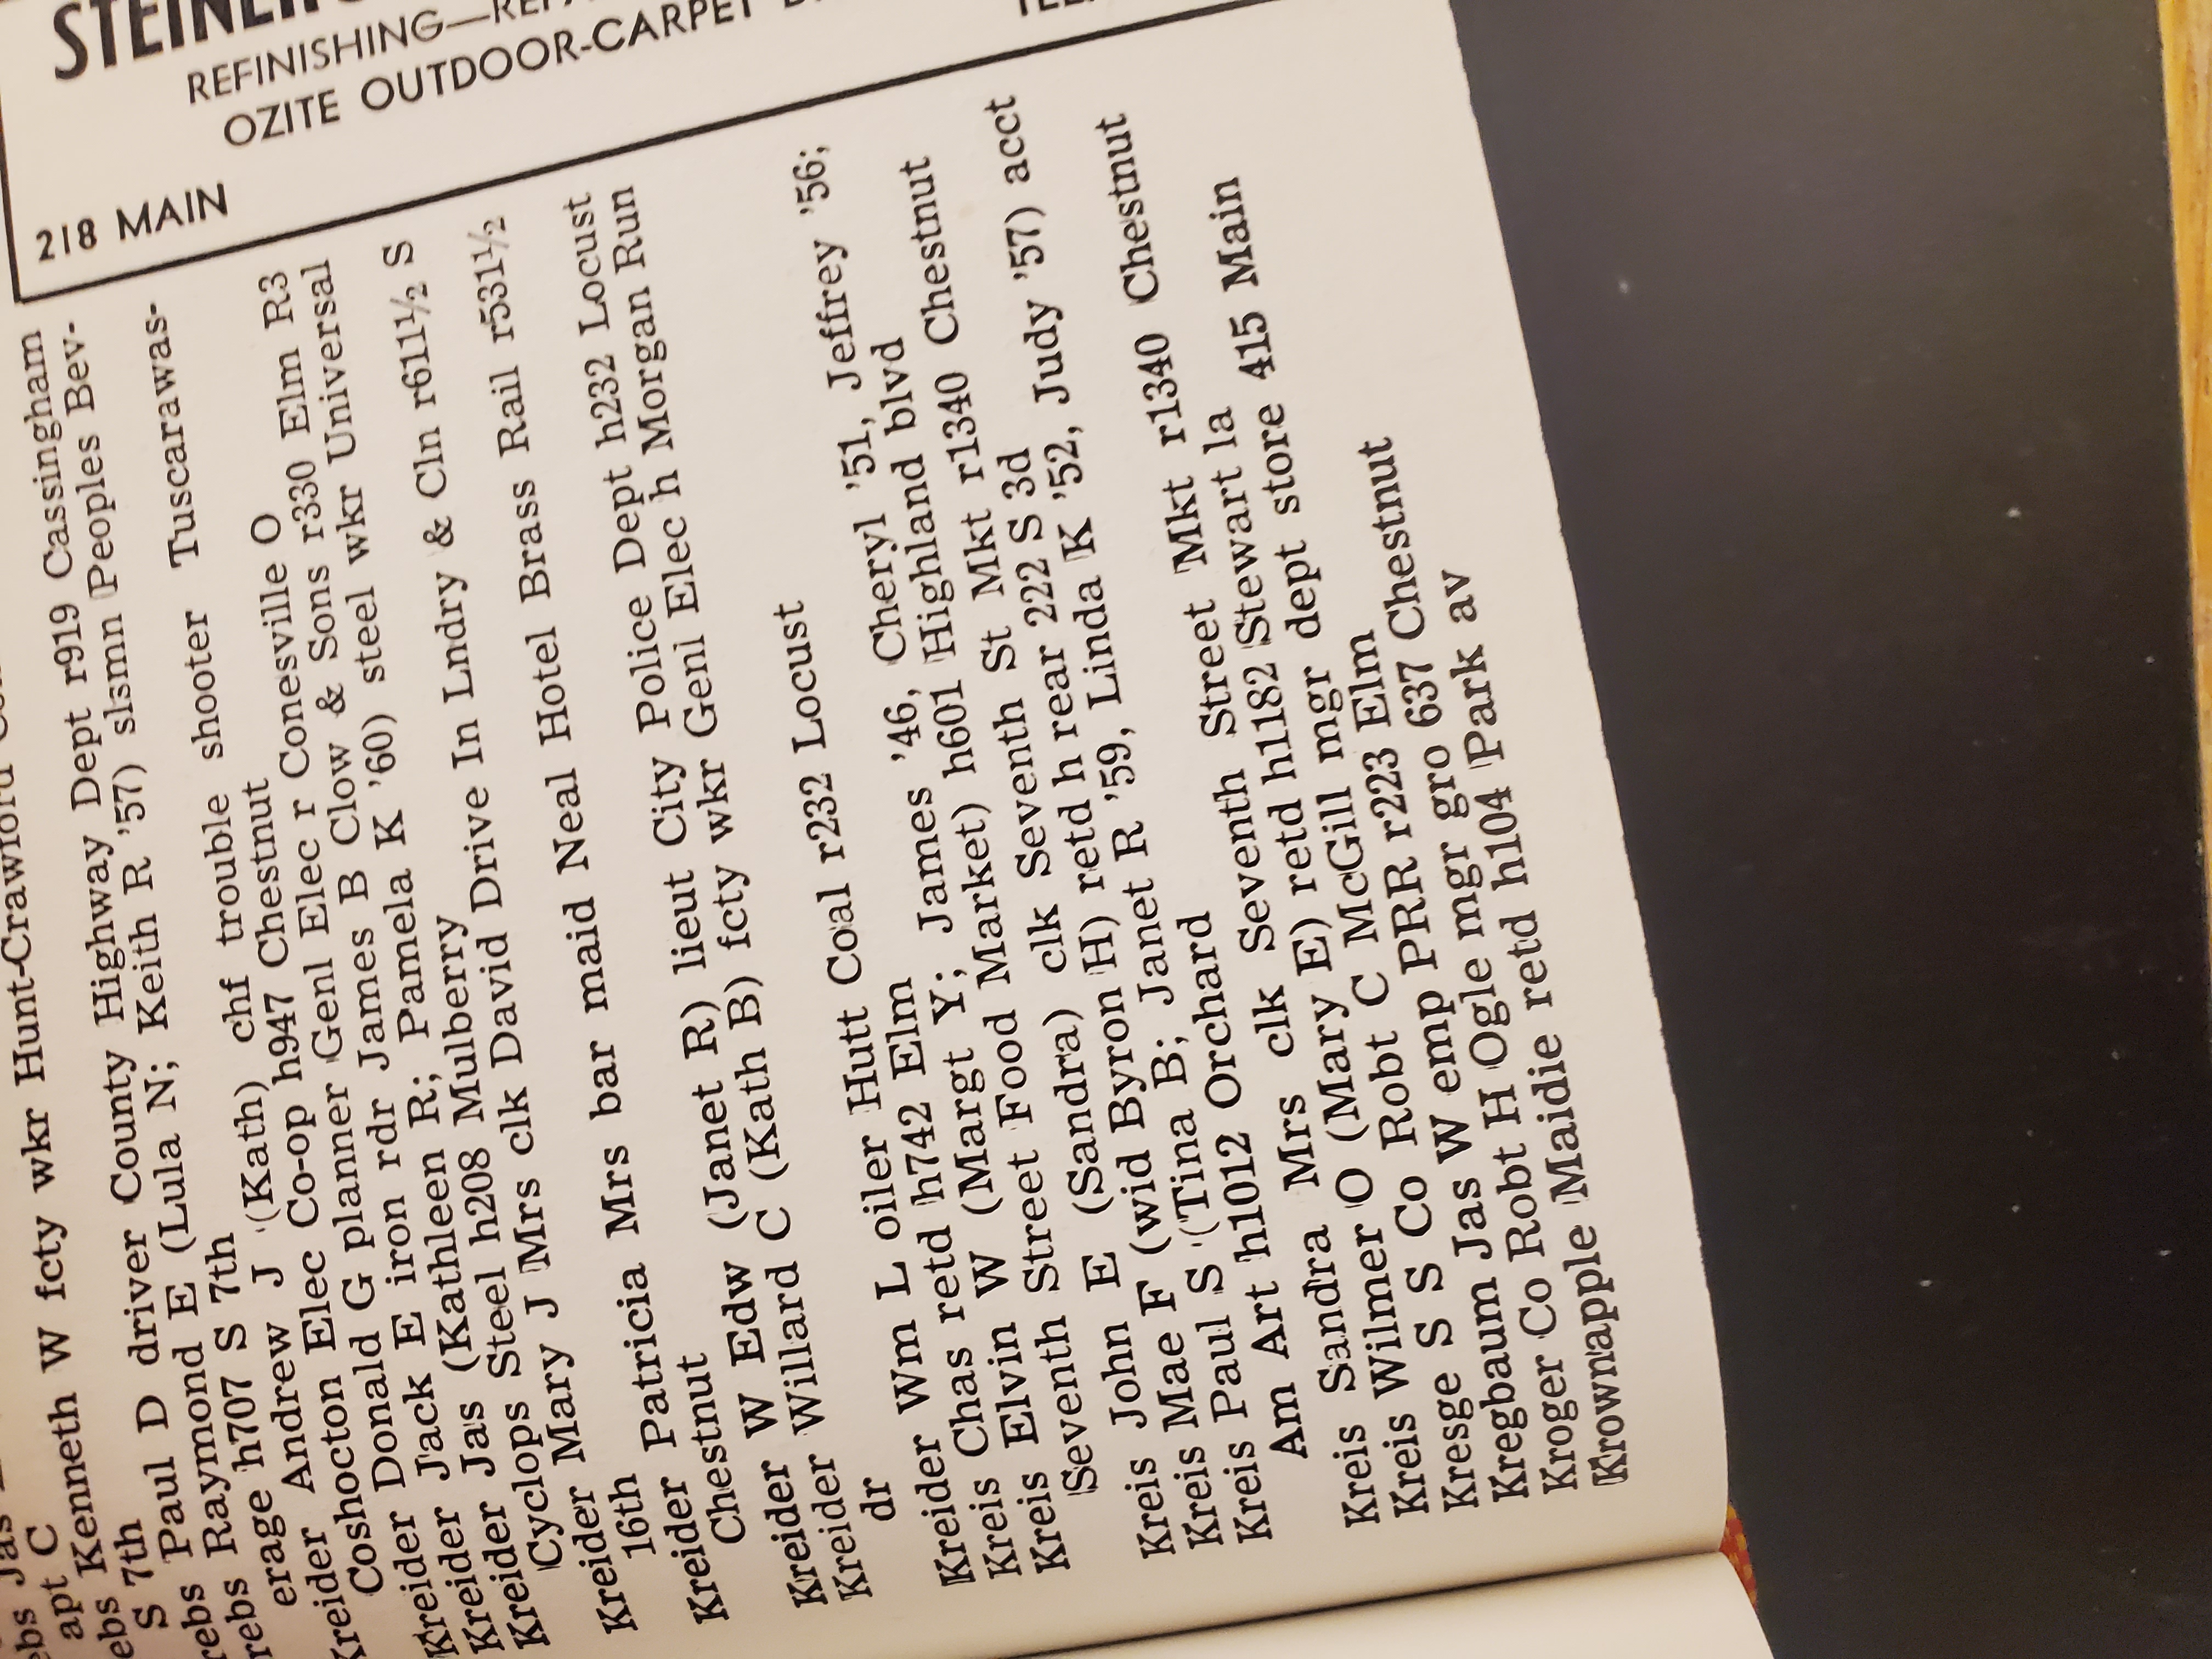 STEINER
REFINISHING—
OZITE OUTDOOR-CARPET
218 MAIN
apt C
ebs Kenneth W fcty wkr Hunt-Crawford
S 7th
rebs Paul D driver County Highway Dept r919 Cassingham
rebs Raymond E (Lula N; Keith R '57) slsmn Peoples Bev-
erage h707 S 7th
Kreider Andrew J (Kath) chf trouble shooter Tuscarawas-
Coshocton Elec Co-op h947 Chestnut
Kreider Donald G planner Genl Elec r Conesville O
Kreider Jack E iron rdr James B Clow & Sons r330 Elm R3
Kreider Jas (Kathleen R; Pamela K '60) steel wkr Universal
Cyclops Steel h208 Mulberry
Kreider Mary J Mrs clk David Drive In Lndry & Cln r611½ S
16th
Kreider Patricia Mrs bar maid Neal Hotel Brass Rail r531½
Chestnut
Kreider W Edw (Janet R) lieut City Police Dept h232 Locust
Kreider Willard C (Kath B) fcty wkr Genl Elec h Morgan Run
dr
Kreider Wm L oiler Hutt Coal r232 Locust
Kreis Chas retd h742 Elm
Kreis Elvin W (Margt Y; James '46, Cheryl '51, Jeffrey '56;
Seventh Street Food Market) h601 Highland blvd
Kreis John E (Sandra) clk Seventh St Mkt r1340 Chestnut
Kreis Mae F (wid Byron H) retd h rear 222 S 3d
Kreis Paul S (Tina B; Janet R '59, Linda K '52, Judy '57) acct
Am Art h1012 Orchard
Kreis Sandra Mrs clk Seventh Street Mkt r1340 Chestnut
Kreis Wilmer O (Mary E) retd h1182 Stewart la
Kresge S S Co Robt C McGill mgr dept store 415 Main
Kregbaum Jas W emp PRR r223 Elm
Kroger Co Robt H Ogle mgr gro 637 Chestnut
Krownapple Maidie retd h104 Park av